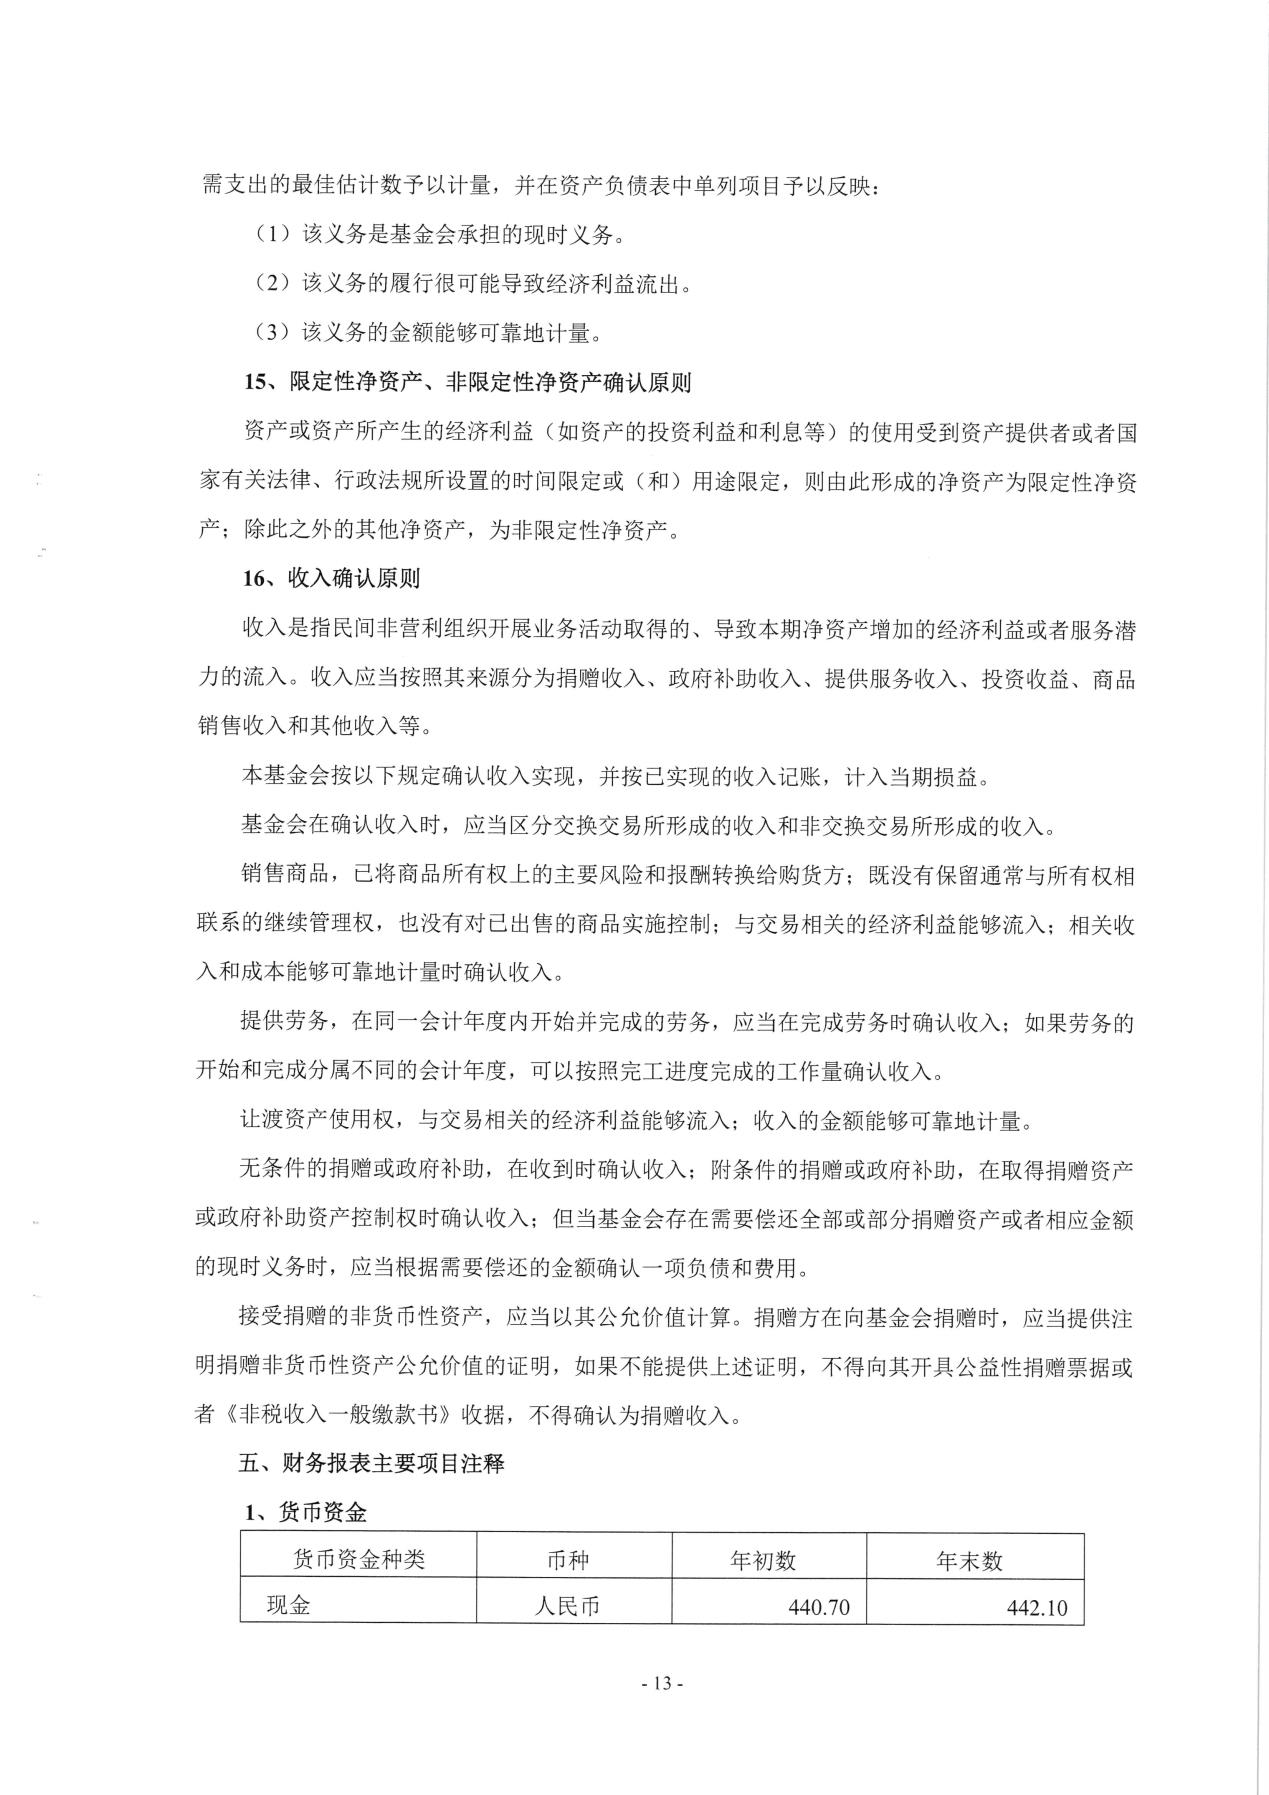 需支出的最佳估计数予以计量，并在资产负债表中单列项目予以反映：
（1）该义务是基金会承担的现时义务。
（2）该义务的履行很可能导致经济利益流出。
（3）该义务的金额能够可靠地计量。
15、限定性净资产、非限定性净资产确认原则
资产或资产所产生的经济利益（如资产的投资利益和利息等）的使用受到资产提供者或者国
家有关法律、行政法规所设置的时间限定或（和）用途限定，则由此形成的净资产为限定性净资
产；除此之外的其他净资产，为非限定性净资产。
16、收入确认原则
收入是指民间非营利组织开展业务活动取得的、导致本期净资产增加的经济利益或者服务潜
力的流入。收入应当按照其来源分为捐赠收入、政府补助收入、提供服务收入、投资收益、商品
销售收入和其他收入等。
本基金会按以下规定确认收入实现，并按已实现的收入记账，计入当期损益。
基金会在确认收入时，应当区分交换交易所形成的收入和非交换交易所形成的收入。
销售商品，已将商品所有权上的主要风险和报酬转换给购货方；既没有保留通常与所有权相
联系的继续管理权，也没有对已出售的商品实施控制；与交易相关的经济利益能够流入；相关收
入和成本能够可靠地计量时确认收入。
提供劳务，在同一会计年度内开始并完成的劳务，应当在完成劳务时确认收入；如果劳务的
开始和完成分属不同的会计年度，可以按照完工进度完成的工作量确认收入。
让渡资产使用权，与交易相关的经济利益能够流入；收入的金额能够可靠地计量。
无条件的捐赠或政府补助，在收到时确认收入；附条件的捐赠或政府补助，在取得捐赠资产
或政府补助资产控制权时确认收入；但当基金会存在需要偿还全部或部分捐赠资产或者相应金额
的现时义务时，应当根据需要偿还的金额确认一项负债和费用。
接受捐赠的非货币性资产，应当以其公允价值计算。捐赠方在向基金会捐赠时，应当提供注
明捐赠非货币性资产公允价值的证明，如果不能提供上述证明，不得向其开具公益性捐赠票据或
者《非税收入一般缴款书》收据，不得确认为捐赠收入。
五、财务报表主要项目注释
1、货币资金
货币资金种类 币种 年初数 年末数
现金 人民币 440.70 442.10
- 13 -